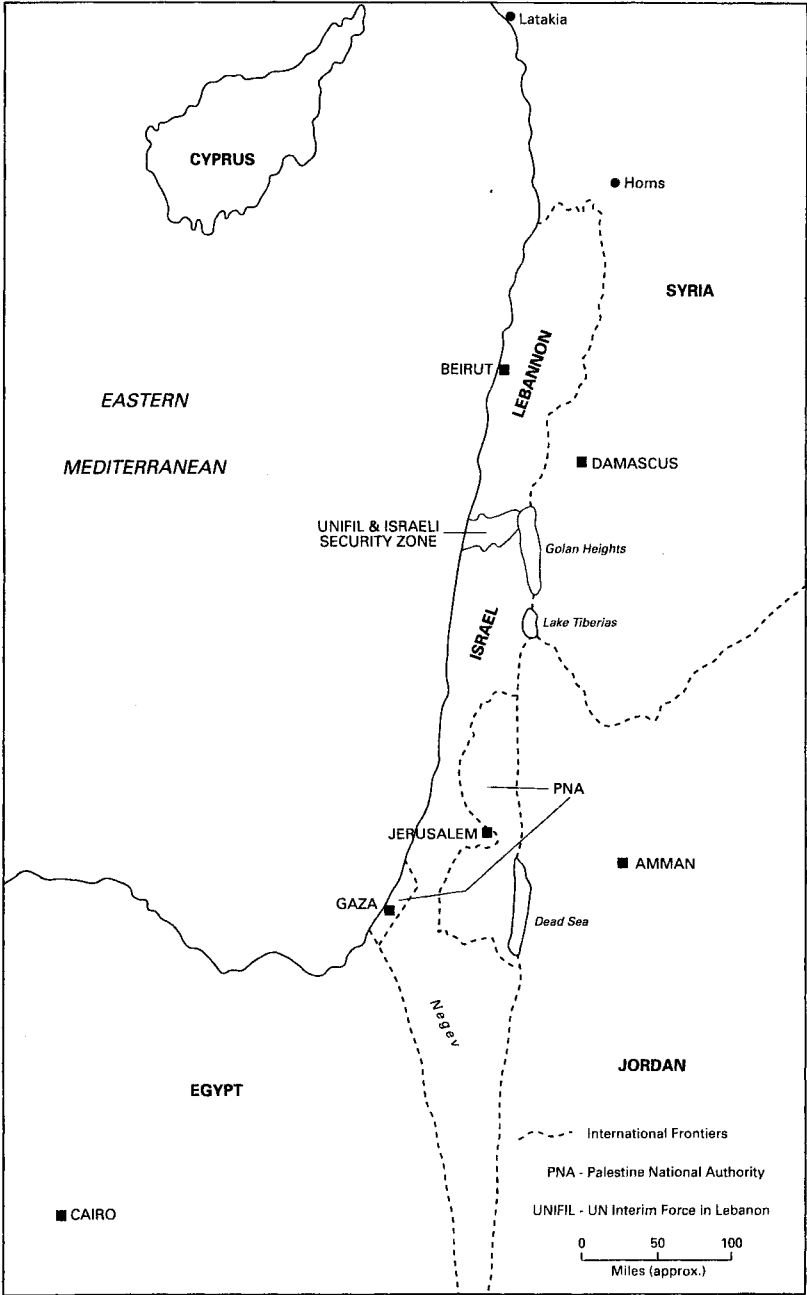 Latakia
CYPRUS
Homs
SYRIA
BEIRUT
LEBANNON
EASTERN
MEDITERRANEAN
DAMASCUS
UNIFIL & ISRAELI
SECURITY ZONE
Golan Heights
Lake Tiberias
ISRAEL
PNA
JERUSALEM
AMMAN
GAZA
Dead Sea
Negev
JORDAN
EGYPT
International Frontiers
PNA - Palestine National Authority
UNIFIL - UN Interim Force in Lebanon
CAIRO
0 50 100
Miles (approx.)